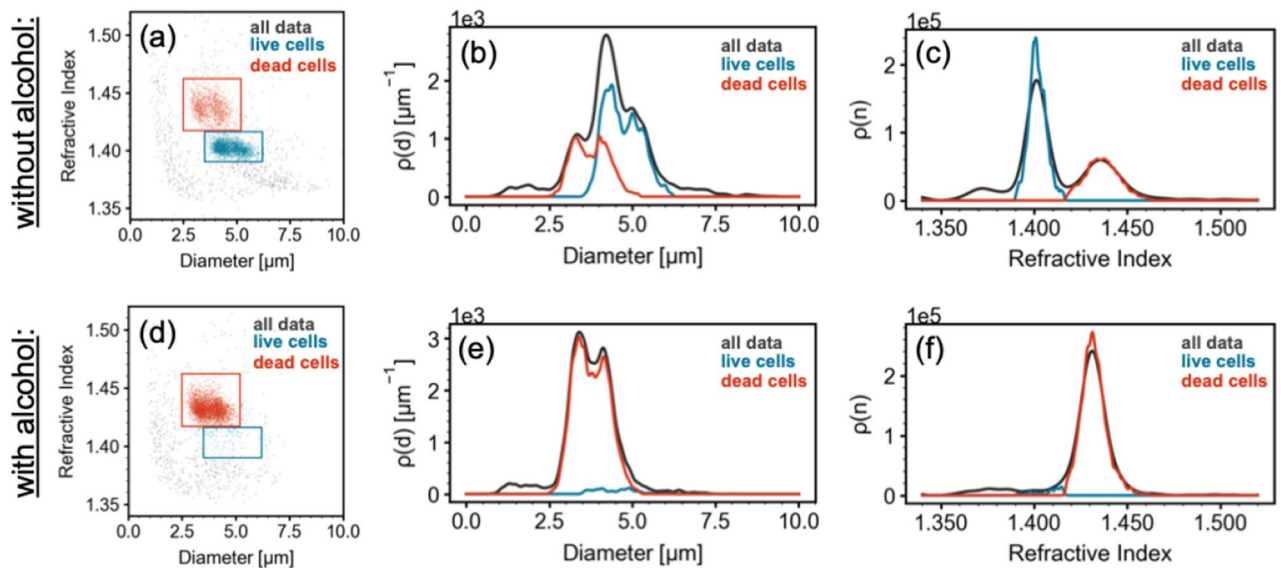 without alcohol:
(a)
all data
live cells
dead cells
Refractive Index
1.50
1.45
1.40
1.35
0.0 2.5 5.0 7.5 10.0
Diameter [µm]
1e3
(b)
all data
live cells
dead cells
ρ(d) [µm⁻¹]
2
1
0
0.0 2.5 5.0 7.5 10.0
Diameter [µm]
1e5
(c)
all data
live cells
dead cells
ρ(n)
2
1
0
1.350 1.400 1.450 1.500
Refractive Index
with alcohol:
(d)
all data
live cells
dead cells
Refractive Index
1.50
1.45
1.40
1.35
0.0 2.5 5.0 7.5 10.0
Diameter [µm]
1e3
(e)
all data
live cells
dead cells
ρ(d) [µm⁻¹]
3
2
1
0
0.0 2.5 5.0 7.5 10.0
Diameter [µm]
1e5
(f)
all data
live cells
dead cells
ρ(n)
2
1
0
1.350 1.400 1.450 1.500
Refractive Index